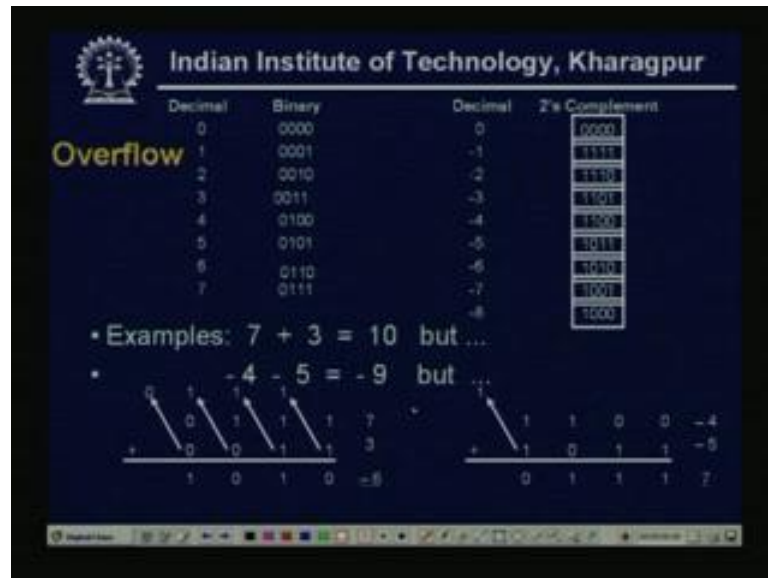 Indian Institute of Technology, Kharagpur
Decimal Binary Decimal 2's Complement
0 0000 0 0000
Overflow
1 0001 -1 1111
2 0010 -2 1110
3 0011 -3 1101
4 0100 -4 1100
5 0101 -5 1011
6 0110 -6 1010
7 0111 -7 1001
-8 1000
• Examples: 7 + 3 = 10 but ...
• - 4 - 5 = - 9 but ...
0 1 1 1 1
0 1 1 1 7 1 1 0 0 -4
+ 0 0 1 1 3 + 1 0 1 1 -5
1 0 1 0 -6 0 1 1 1 7